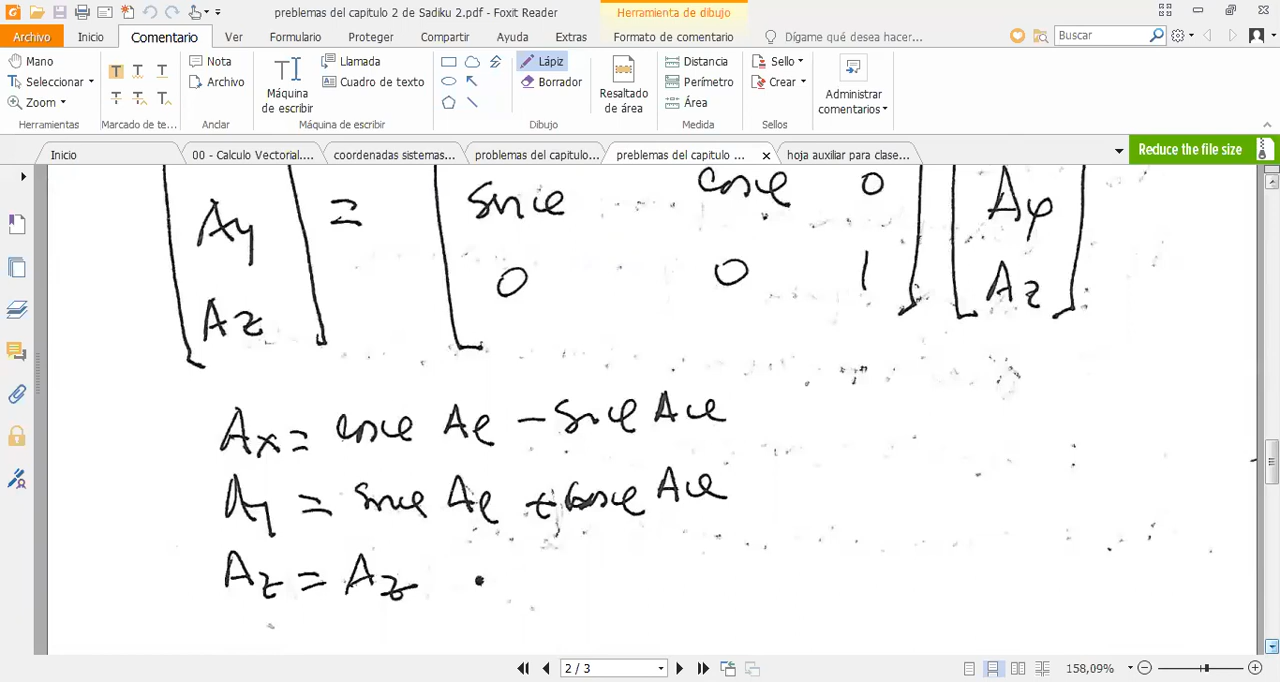 preblemas del capitulo 2 de Sadiku 2.pdf - Foxit Reader
Herramienta de dibujo
Archivo Inicio Comentario Ver Formulario Proteger Compartir Ayuda Extras Formato de comentario Dígame qué desea hacer... Buscar
Mano
Seleccionar
Zoom
Herramientas
T T T
T T T
Marcado de te...
Nota
Archivo
Anclar
Máquina de escribir
Llamada
Cuadro de texto
Máquina de escribir
Lápiz
Borrador
Dibujo
Resaltado de área
Distancia
Perímetro
Área
Medida
Sello
Crear
Sellos
Administrar comentarios
Inicio
00 - Calculo Vectorial....
coordenadas sistemas...
problemas del capitulo...
preblemas del capitulo ...
hoja auxiliar para clase...
Reduce the file size
Ay = sinφ cosφ 0 Aφ
Az 0 0 1 Az
Ax = cosφ Aρ - sinφ Aφ
Ay = sinφ Aρ + cosφ Aφ
Az = Az
2 / 3
158,09%